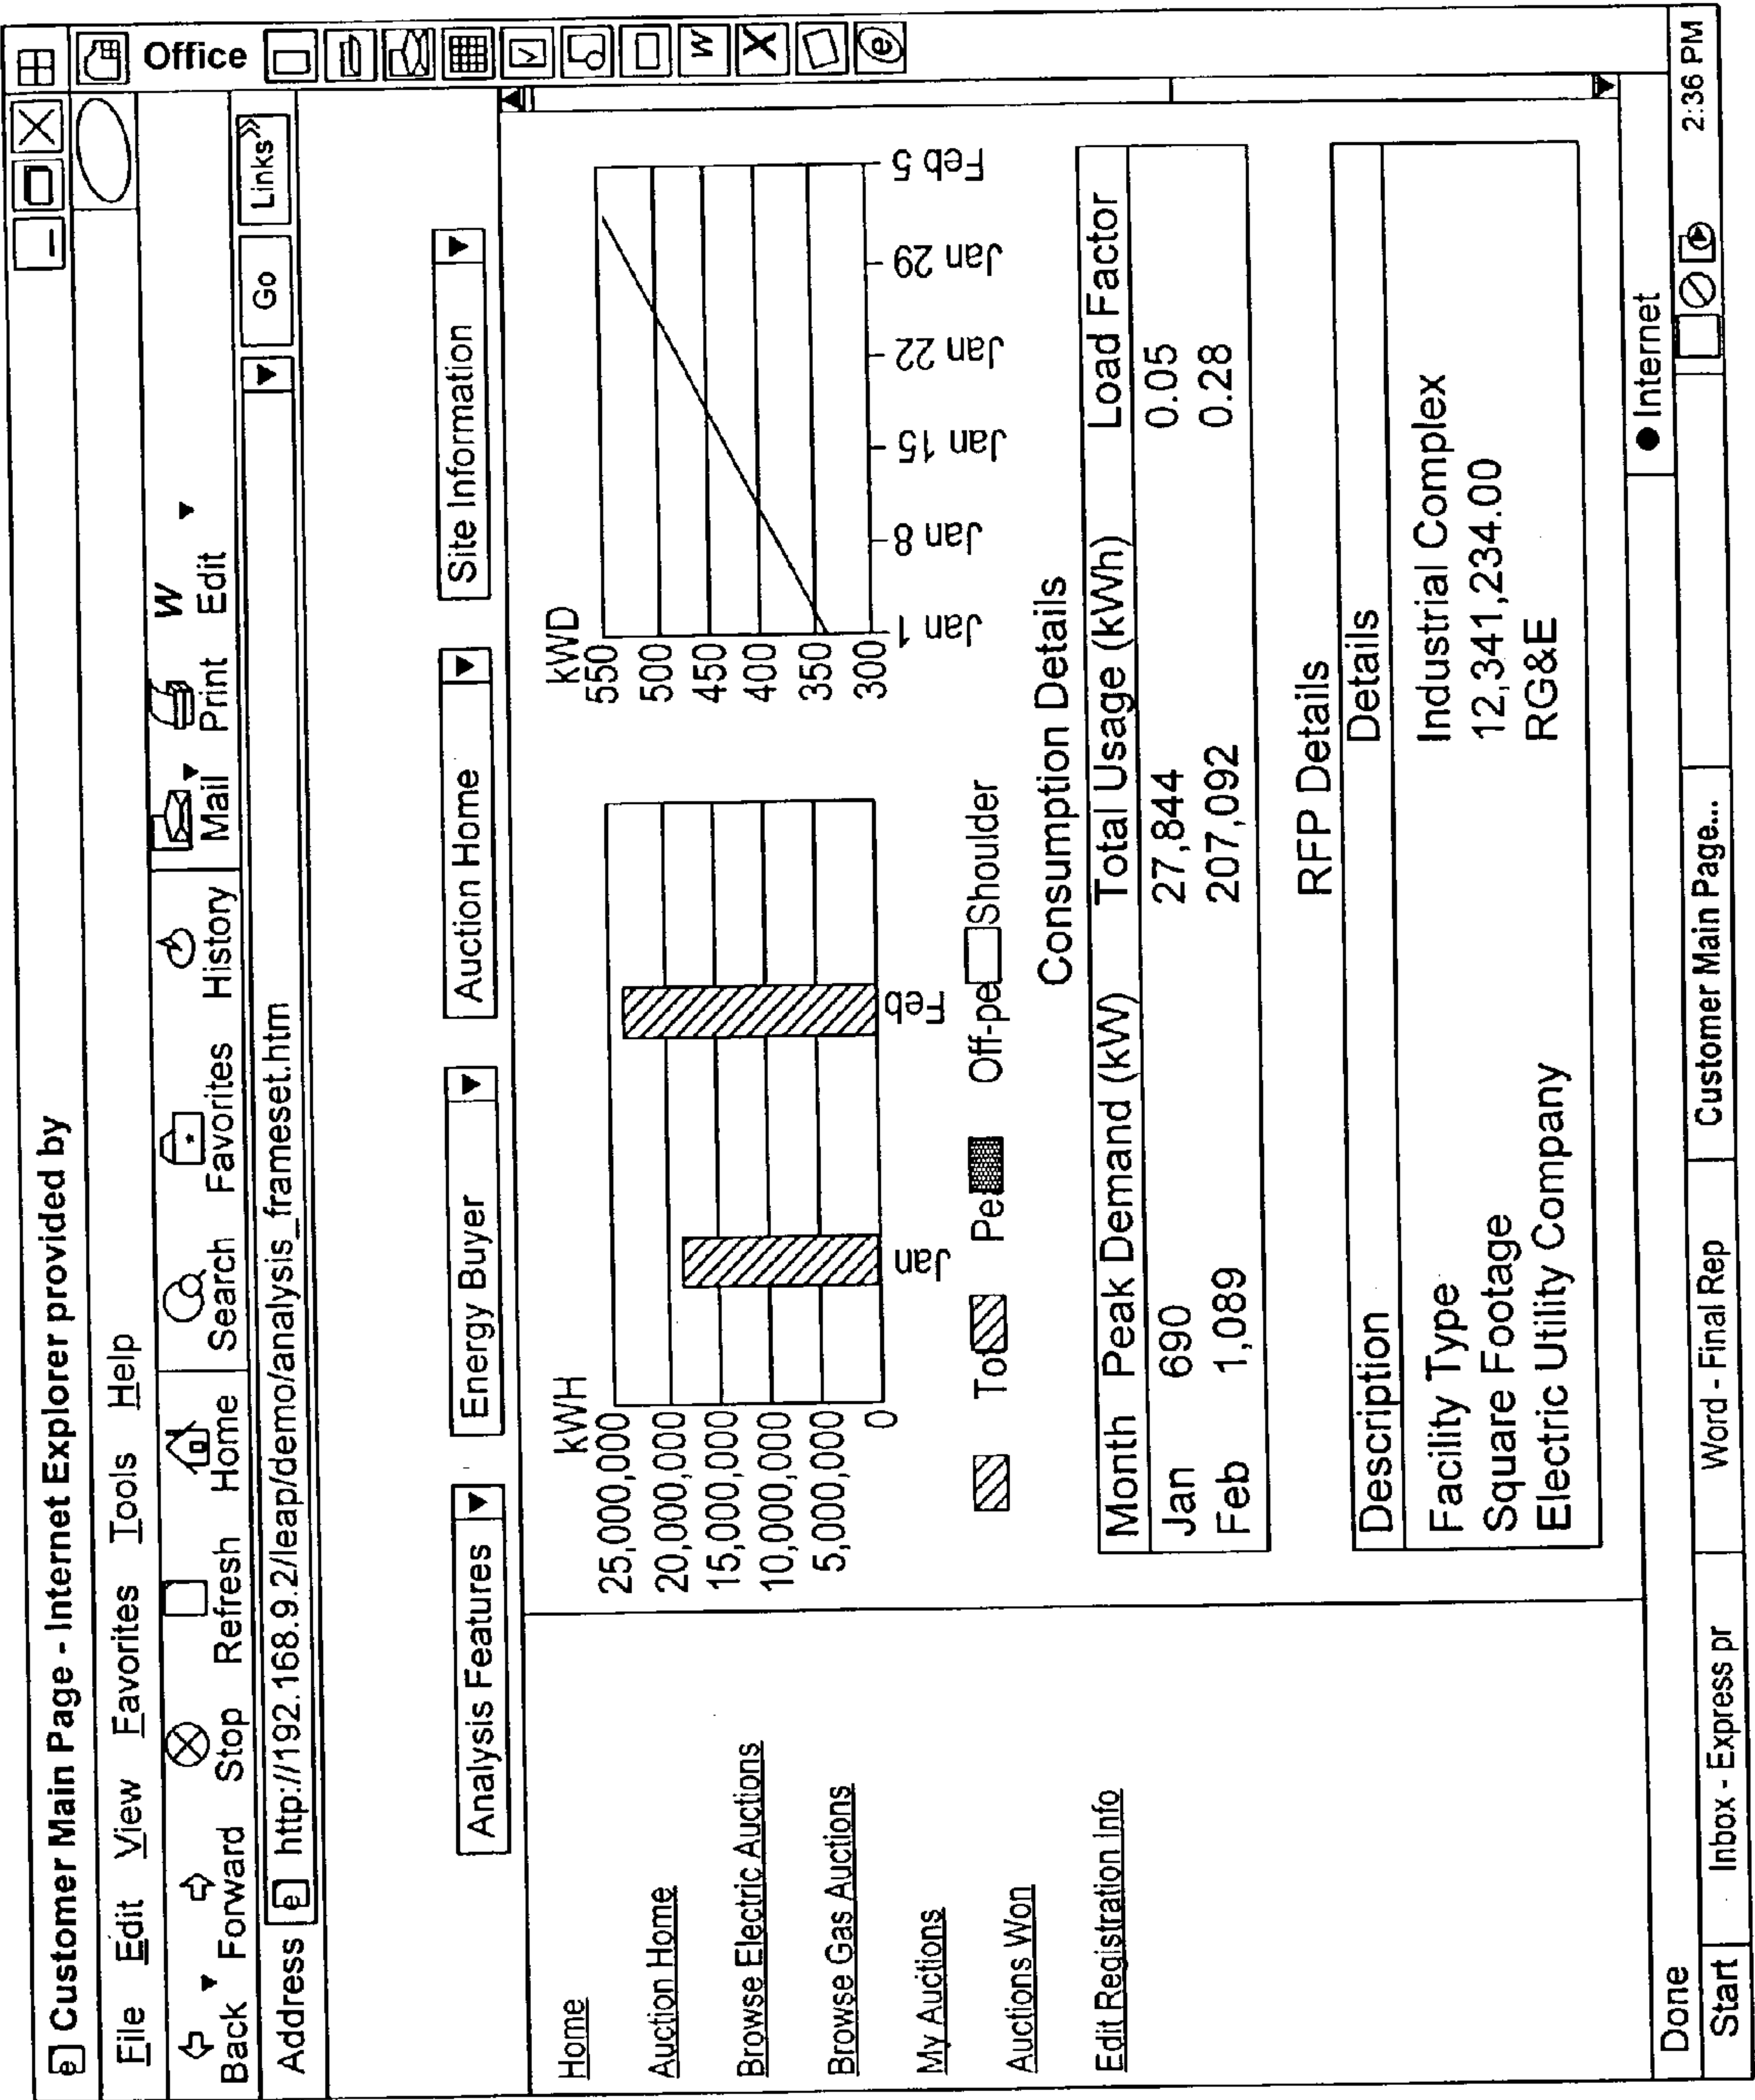 Customer Main Page - Internet Explorer provided by
File Edit View Favorites Tools Help
Back Forward Stop Refresh Home Search Favorites History Mail Print Edit
Address http://192.168.9.2/leap/demo/analysis_frameset.htm Go Links »
Office
Analysis Features Energy Buyer Auction Home Site Information
Home
Auction Home
Browse Electric Auctions
Browse Gas Auctions
My Auctions
Auctions Won
Edit Registration Info
KWH
25,000,000
20,000,000
15,000,000
10,000,000
5,000,000
0
Jan Feb
Tot Pea Off-pe Shoulder
kWD
550
500
450
400
350
300
Jan 1 Jan 8 Jan 15 Jan 22 Jan 29 Feb 5
Consumption Details
Month Peak Demand (kW) Total Usage (kWh) Load Factor
Jan 690 27,844 0.05
Feb 1,089 207,092 0.28
RFP Details
Description Details
Facility Type Industrial Complex
Square Footage 12,341,234.00
Electric Utility Company RG&E
Done Internet
Start Inbox - Express pr Word - Final Rep Customer Main Page... 2:36 PM